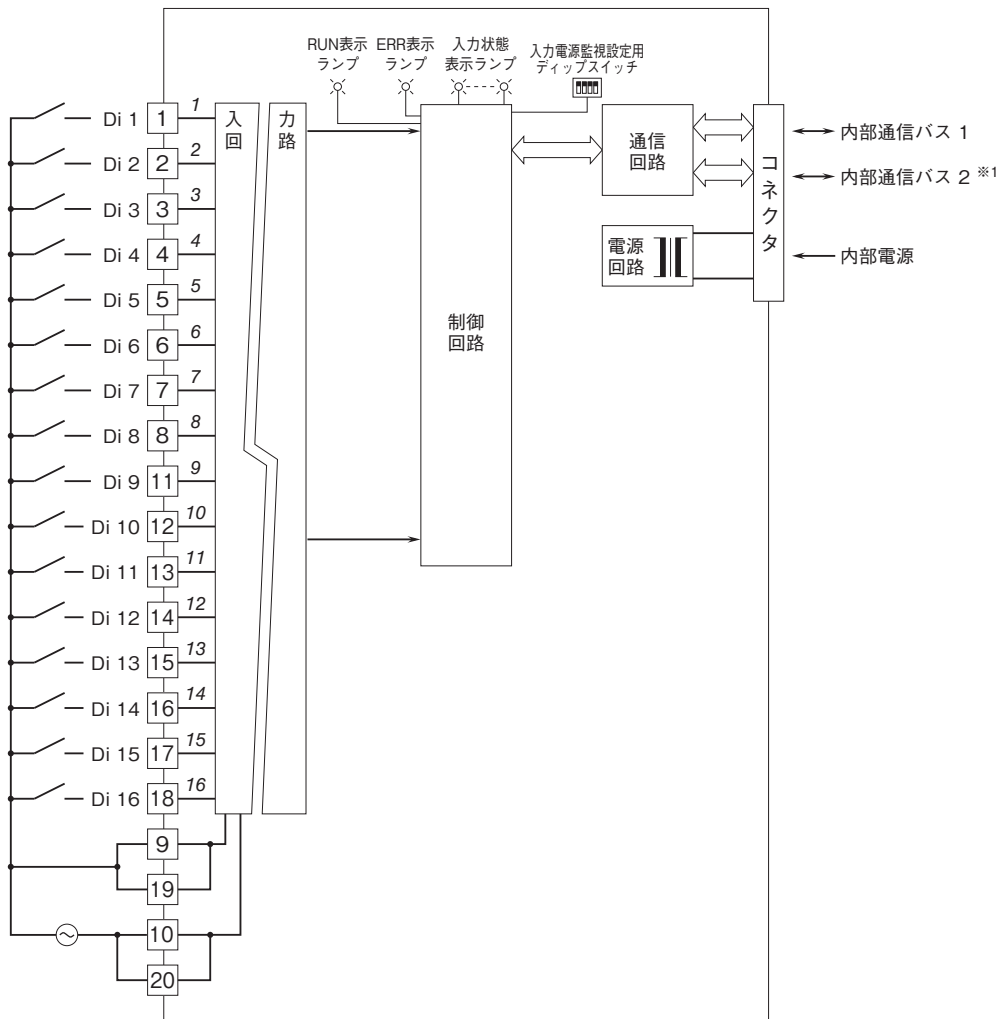 RUN表示
ランプ
ERR表示
ランプ
入力状態
表示ランプ
入力電源監視設定用
ディップスイッチ
Di 1 1 1
Di 2 2 2
Di 3 3 3
Di 4 4 4
Di 5 5 5
Di 6 6 6
Di 7 7 7
Di 8 8 8
Di 9 11 9
Di 10 12 10
Di 11 13 11
Di 12 14 12
Di 13 15 13
Di 14 16 14
Di 15 17 15
Di 16 18 16
9
19
10
20
入力
回路
制御
回路
通信
回路
電源
回路
コネクタ
内部通信バス 1
内部通信バス 2 ※1
内部電源